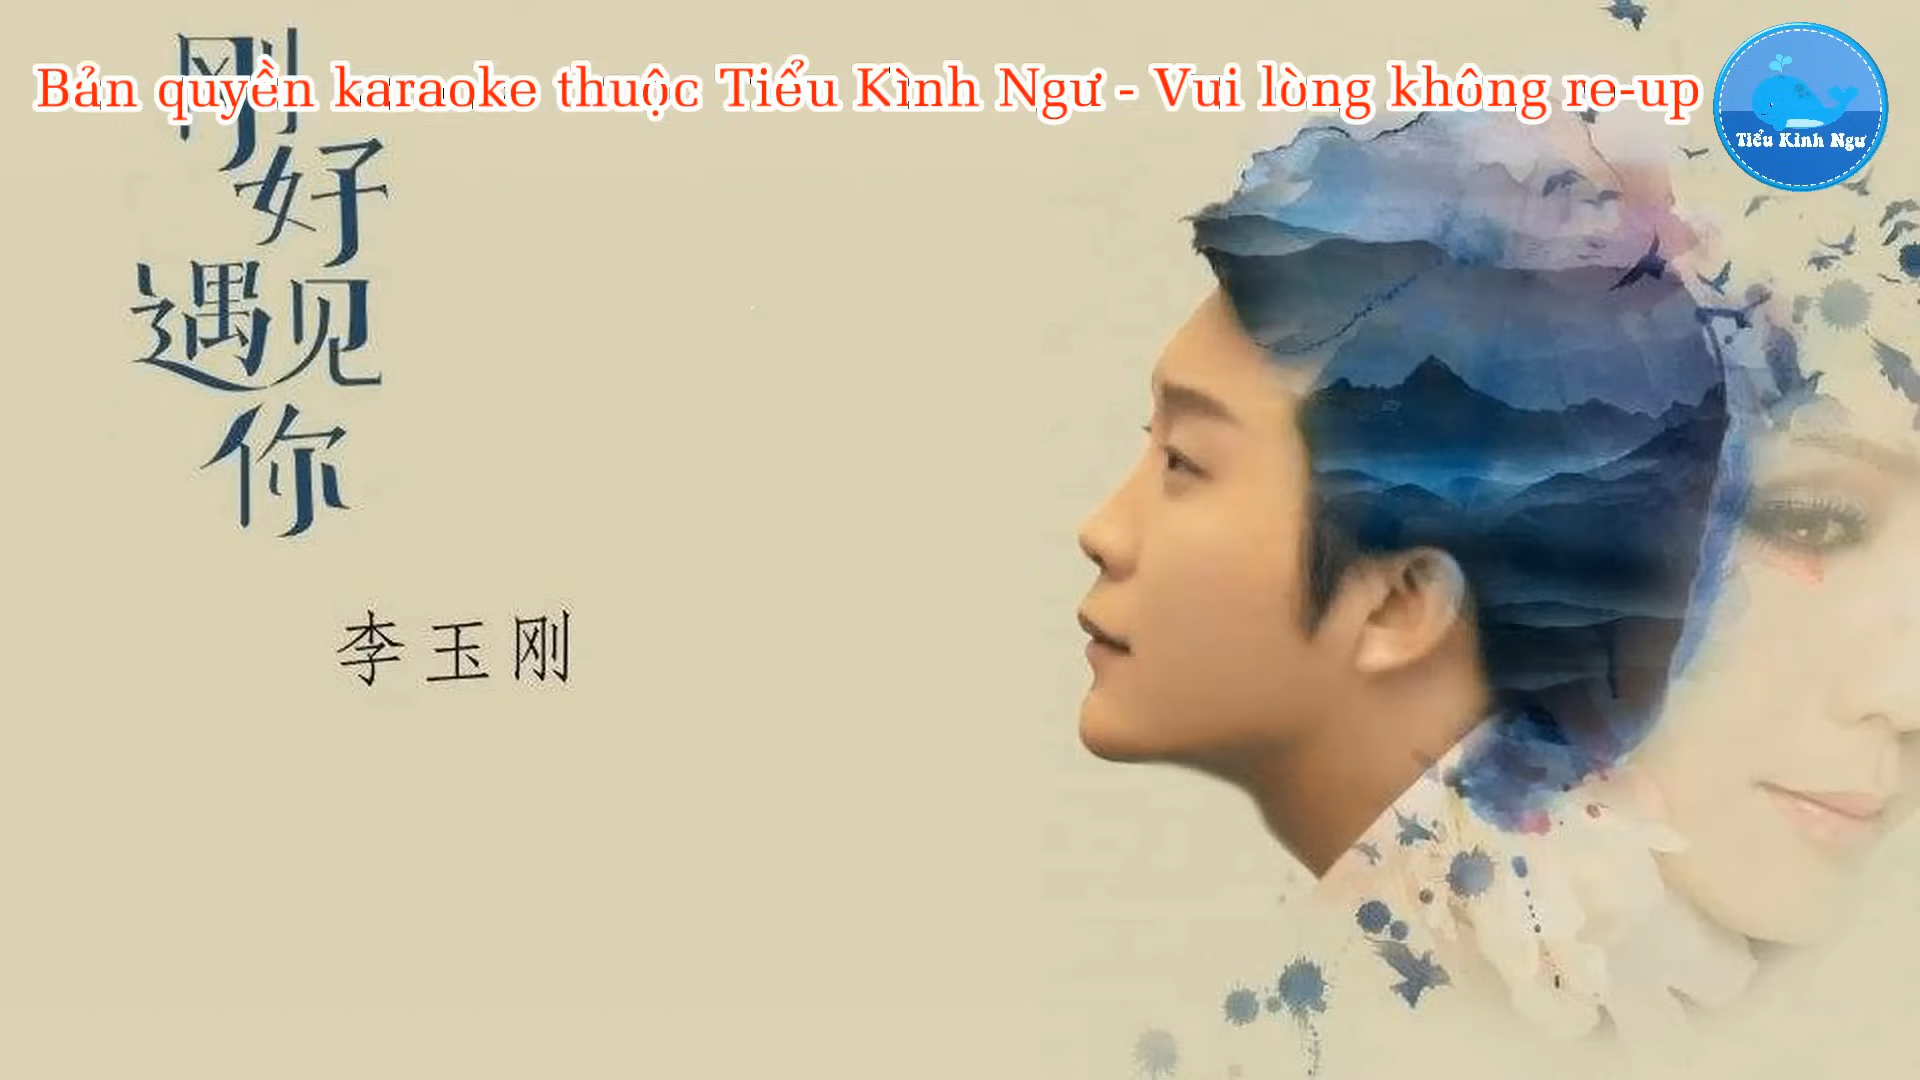 Bản quyền karaoke thuộc Tiểu Kình Ngư - Vui lòng không re-up
Tiểu Kình Ngư
刚
好
遇见
你
李玉刚